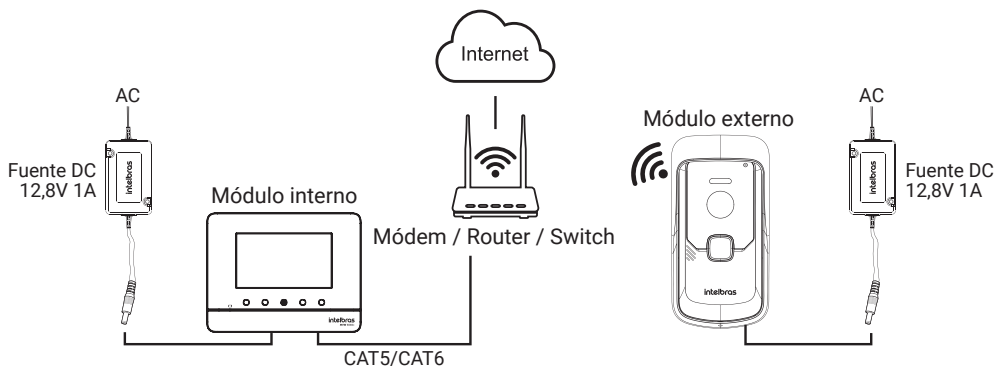 Internet
AC
AC
Módulo externo
Fuente DC
12,8V 1A
intelbras
intelbras
Fuente DC
12,8V 1A
Módulo interno
Módem / Router / Switch
intelbras
intelbras
CAT5/CAT6